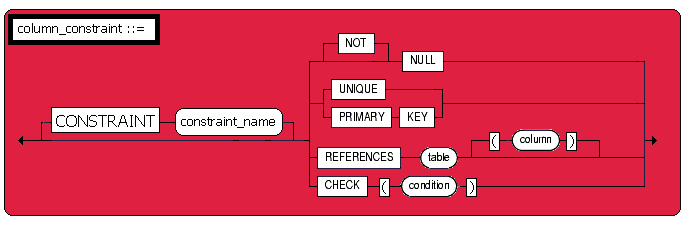 column_constraint ::=
NOT
NULL
UNIQUE
CONSTRAINT constraint_name
PRIMARY KEY
REFERENCES table ( column )
CHECK ( condition )